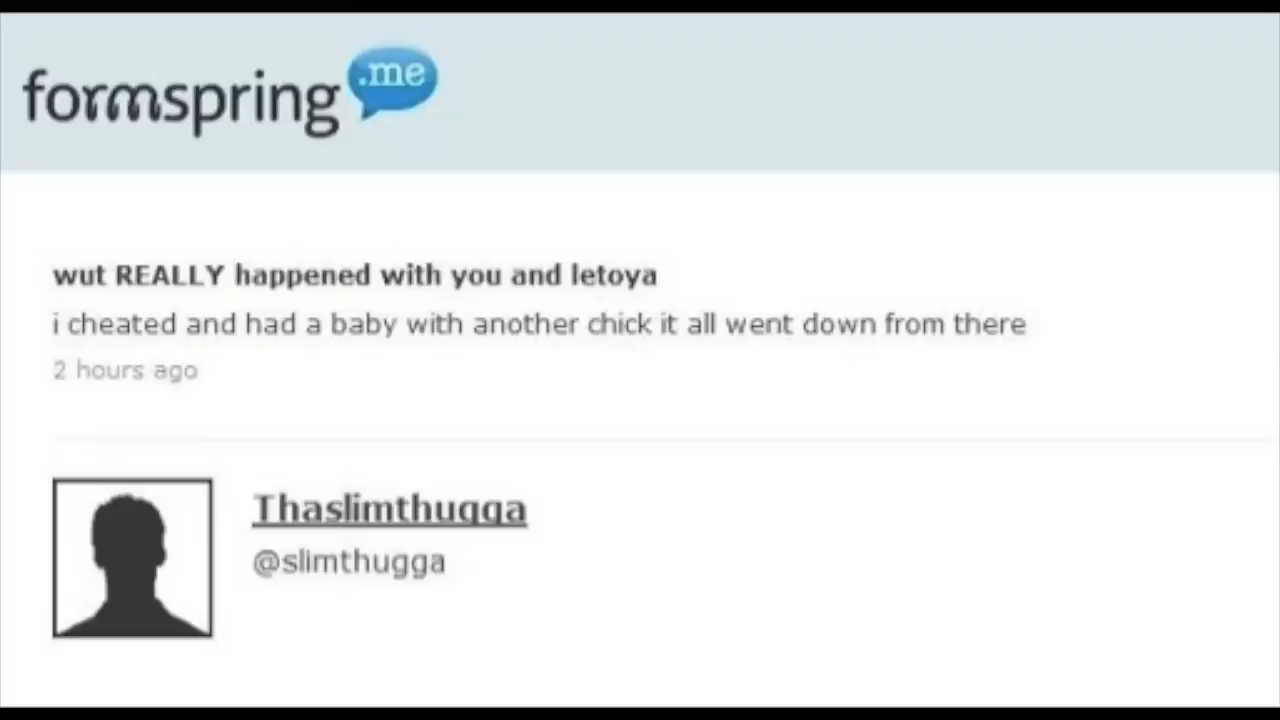 formspring.me
wut REALLY happened with you and letoya
i cheated and had a baby with another chick it all went down from there
2 hours ago
Thaslimthugga
@slimthugga